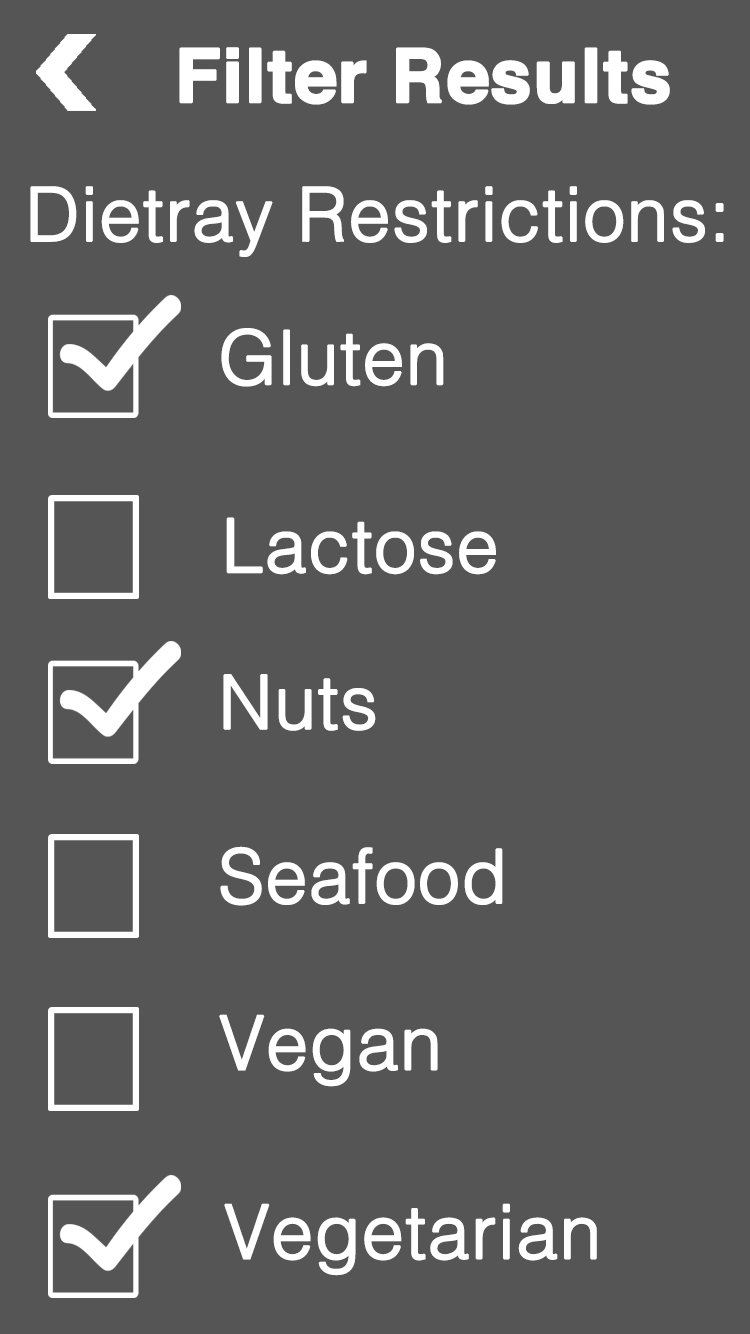 Filter Results
Dietray Restrictions:
Gluten
Lactose
Nuts
Seafood
Vegan
Vegetarian